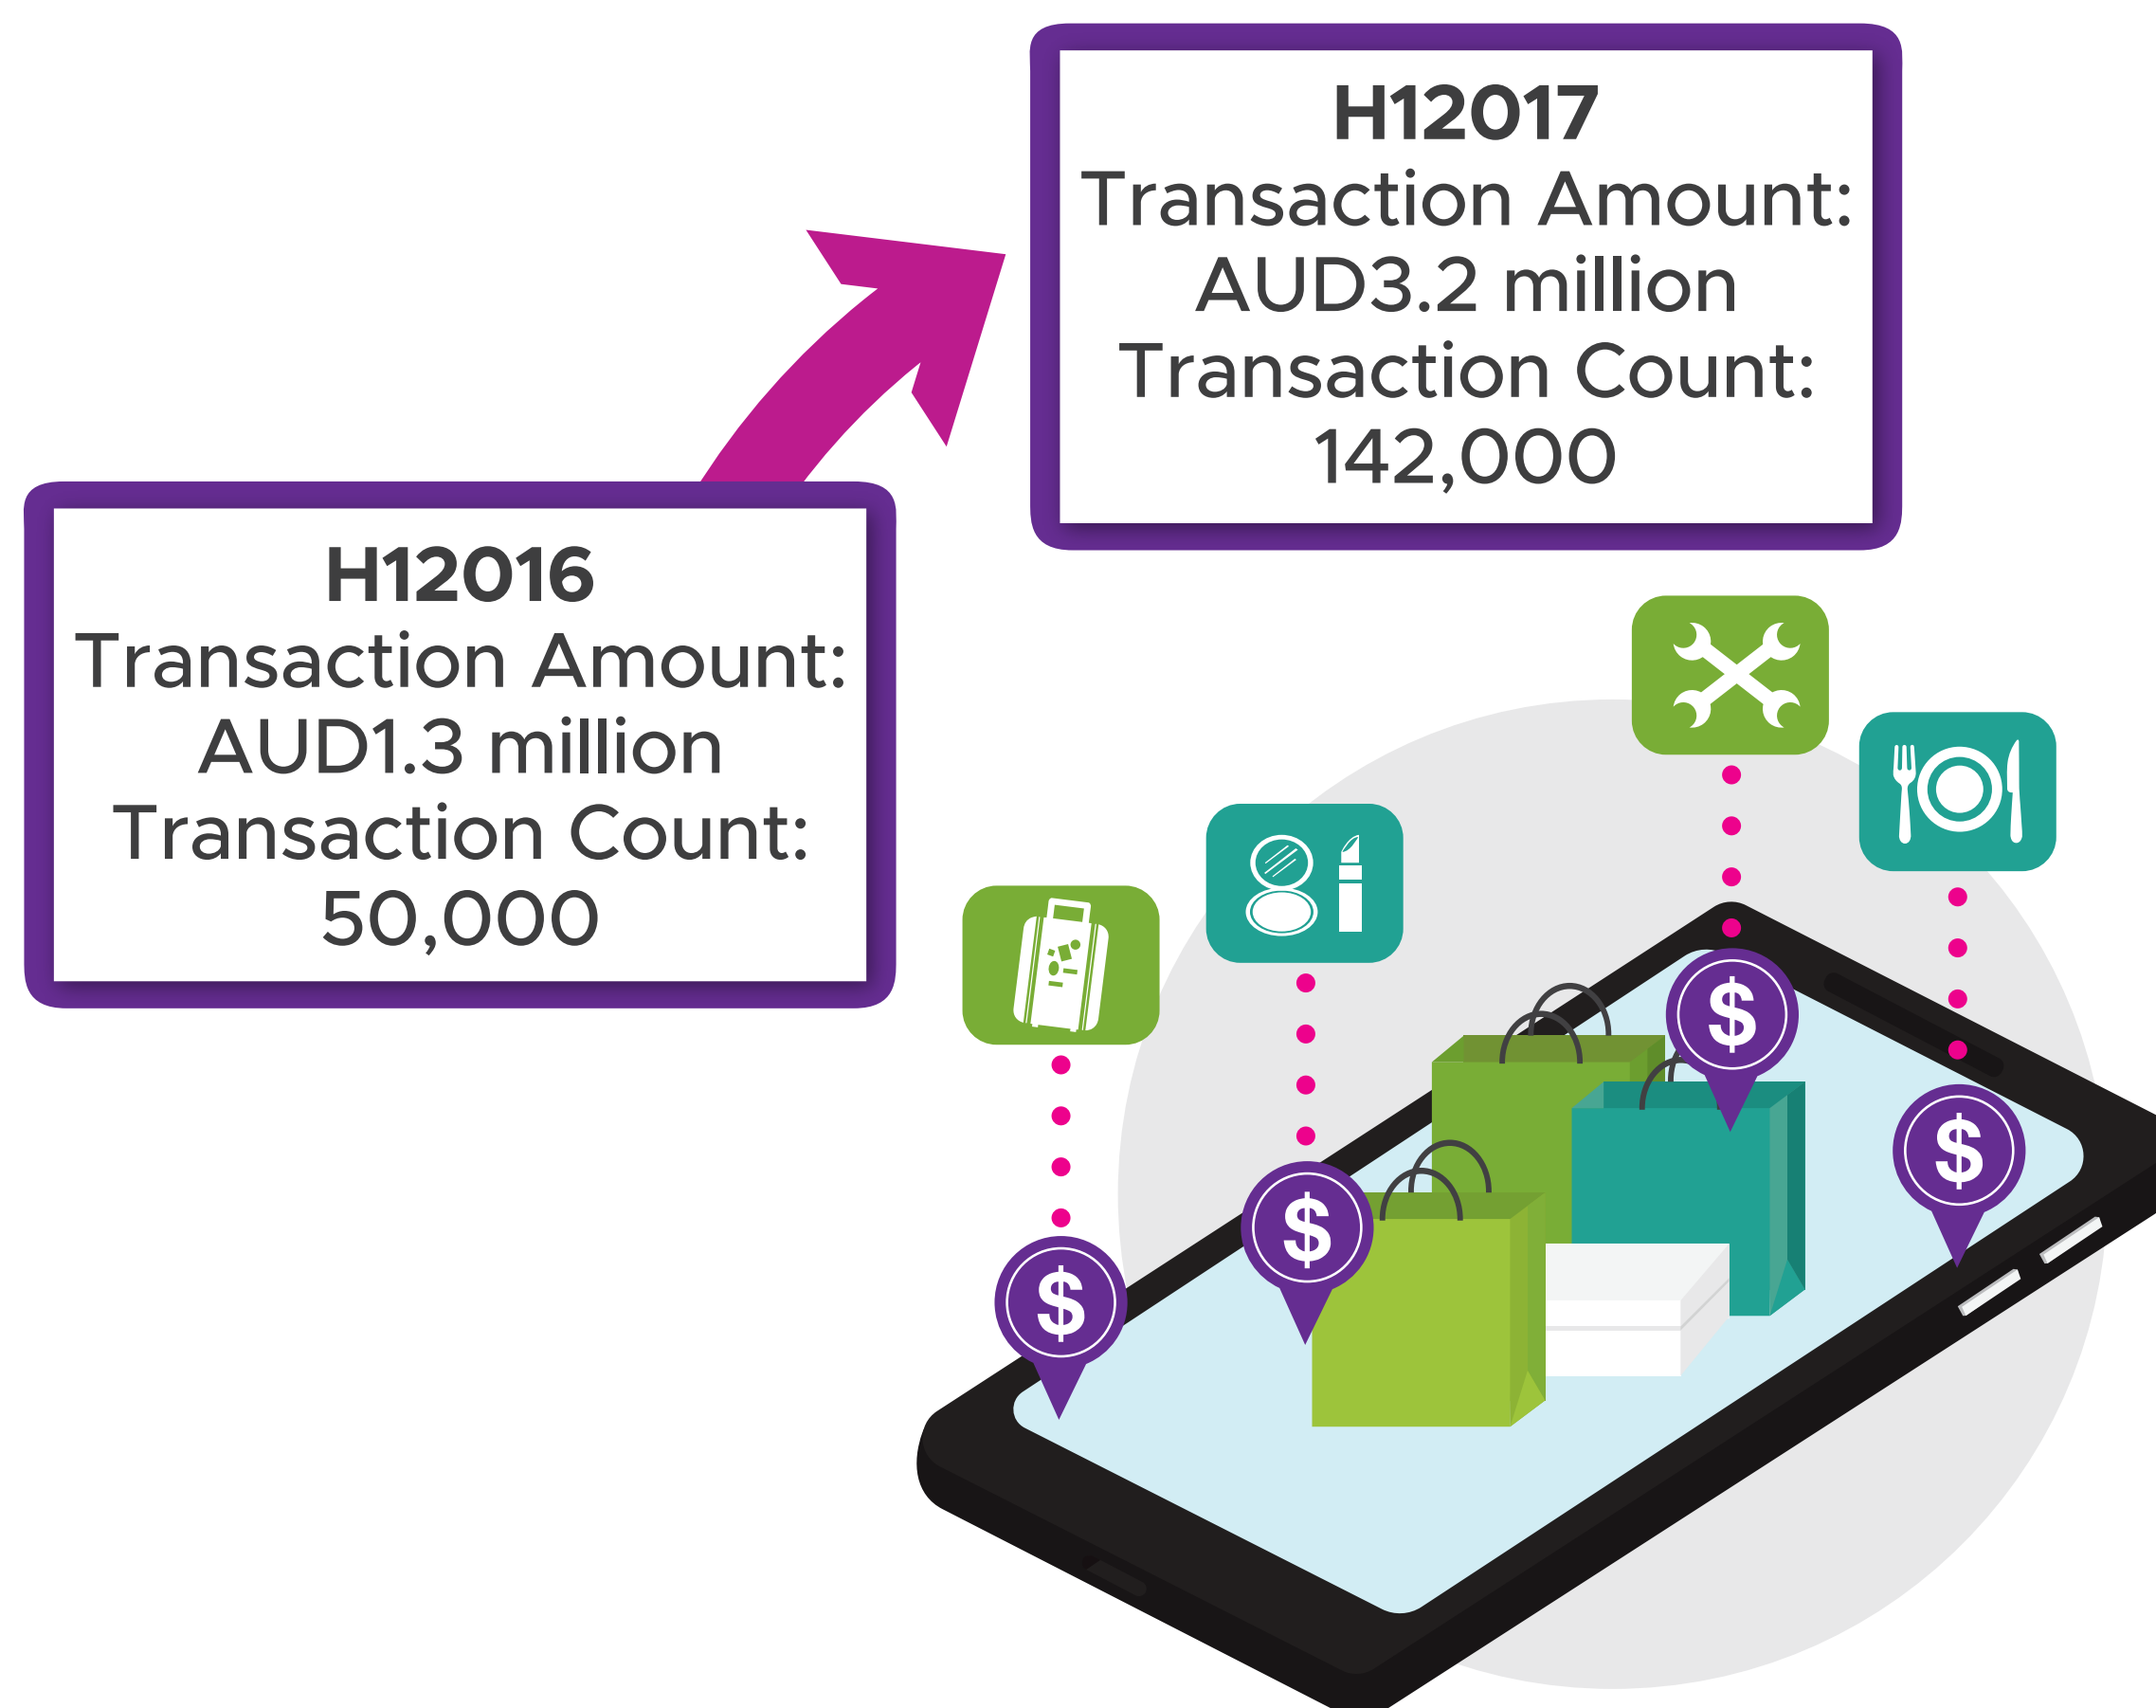 H12017
Transaction Amount:
AUD3.2 million
Transaction Count:
142,000
H12016
Transaction Amount:
AUD1.3 million
Transaction Count:
50,000
$
$
$
$